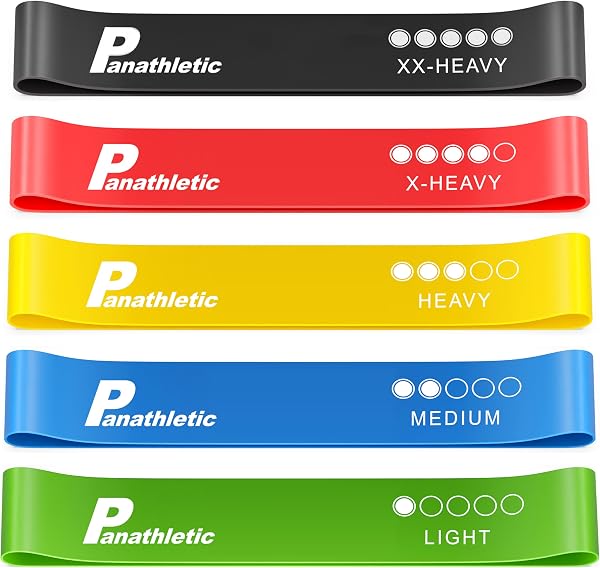 Panathletic
XX-HEAVY
Panathletic
X-HEAVY
Panathletic
HEAVY
Panathletic
MEDIUM
Panathletic
LIGHT